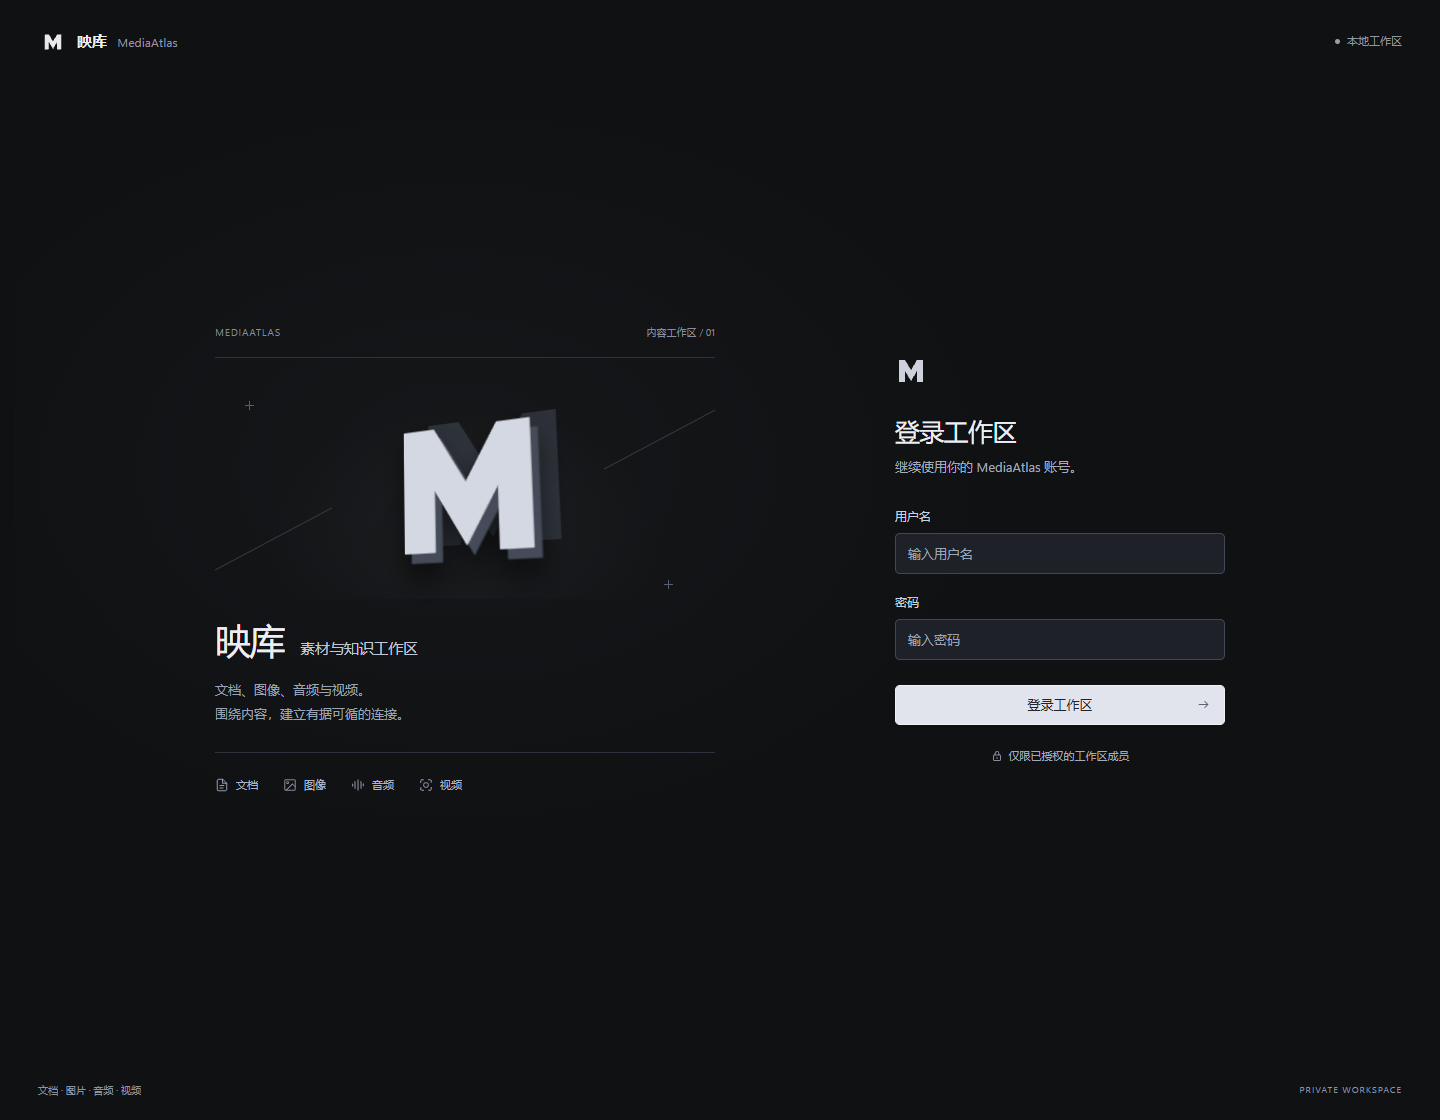 M 映库 MediaAtlas
本地工作区
MEDIAATLAS
内容工作区 / 01
M
映库 素材与知识工作区
文档、图像、音频与视频。
围绕内容，建立有据可循的连接。
文档 图像 音频 视频
M
登录工作区
继续使用你的 MediaAtlas 账号。
用户名
输入用户名
密码
输入密码
登录工作区 →
仅限已授权的工作区成员
文档 · 图片 · 音频 · 视频
PRIVATE WORKSPACE